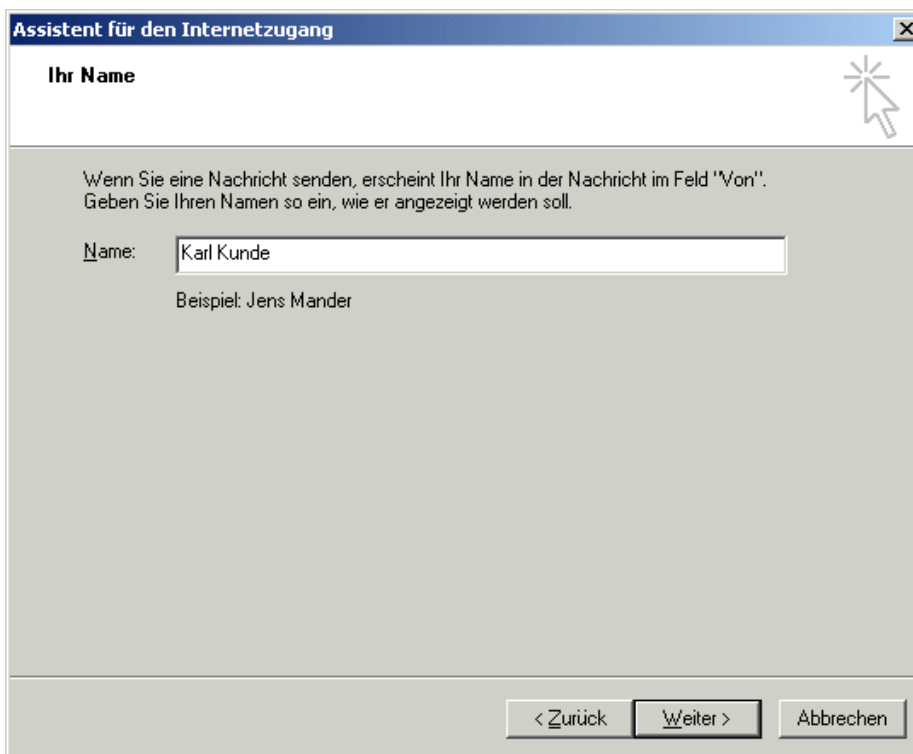 Assistent für den Internetzugang
Ihr Name
Wenn Sie eine Nachricht senden, erscheint Ihr Name in der Nachricht im Feld "Von".
Geben Sie Ihren Namen so ein, wie er angezeigt werden soll.
Name: Karl Kunde
Beispiel: Jens Mander
< Zurück Weiter > Abbrechen